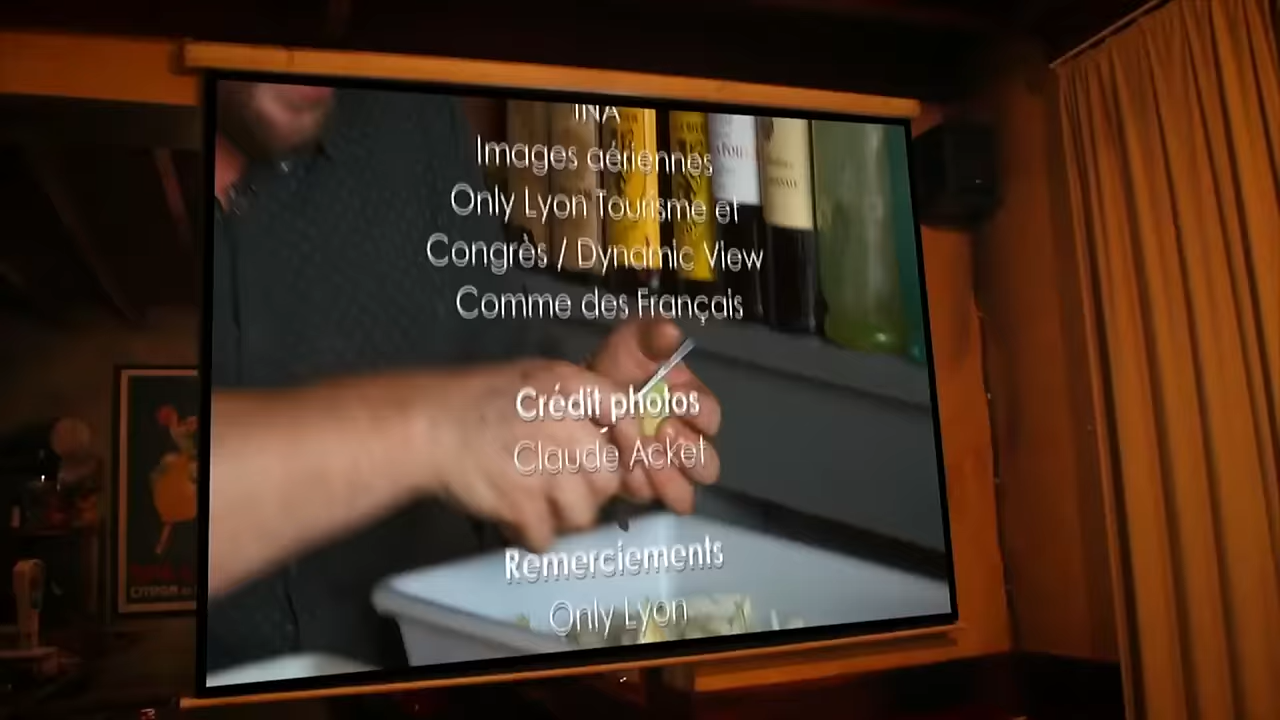 INA
Images aériennes
Only Lyon Tourisme et
Congrès / Dynamic View
Comme des Français
Crédit photos
Claude Acket
Remerciements
Only Lyon